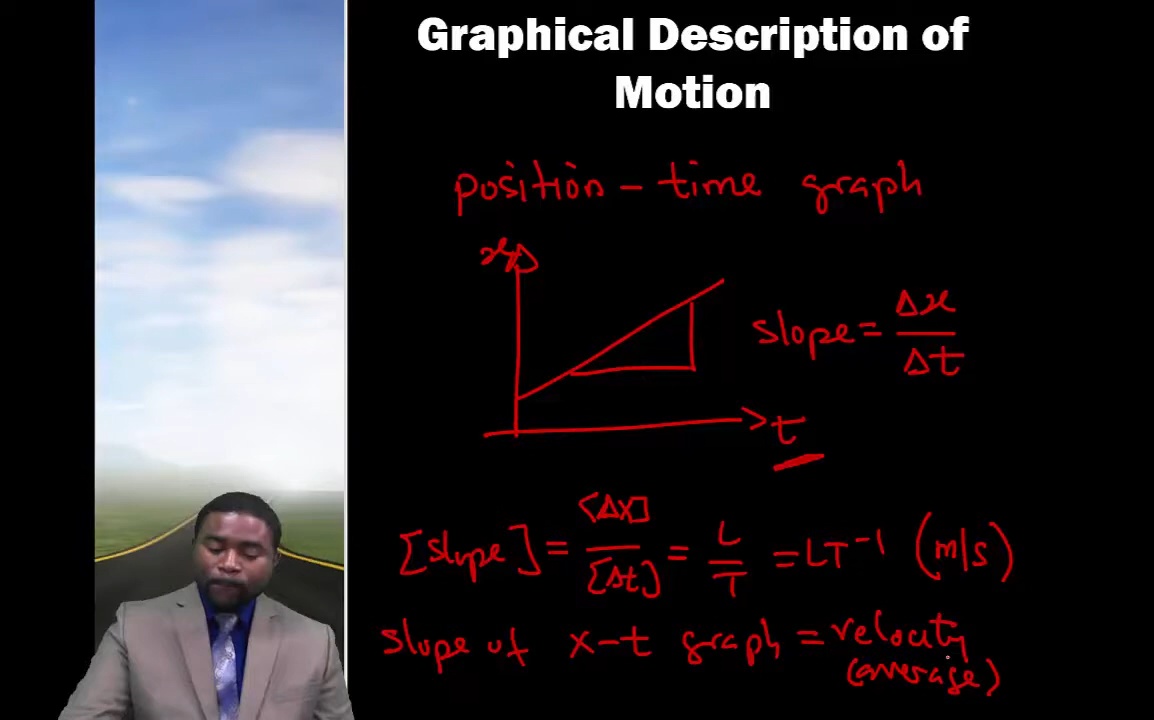 Graphical Description of
Motion
position - time graph
x
slope = Δx / Δt
t
[slope] = [Δx] / [Δt] = L / T = LT⁻¹ (m/s)
slope of x-t graph = velocity
(average)